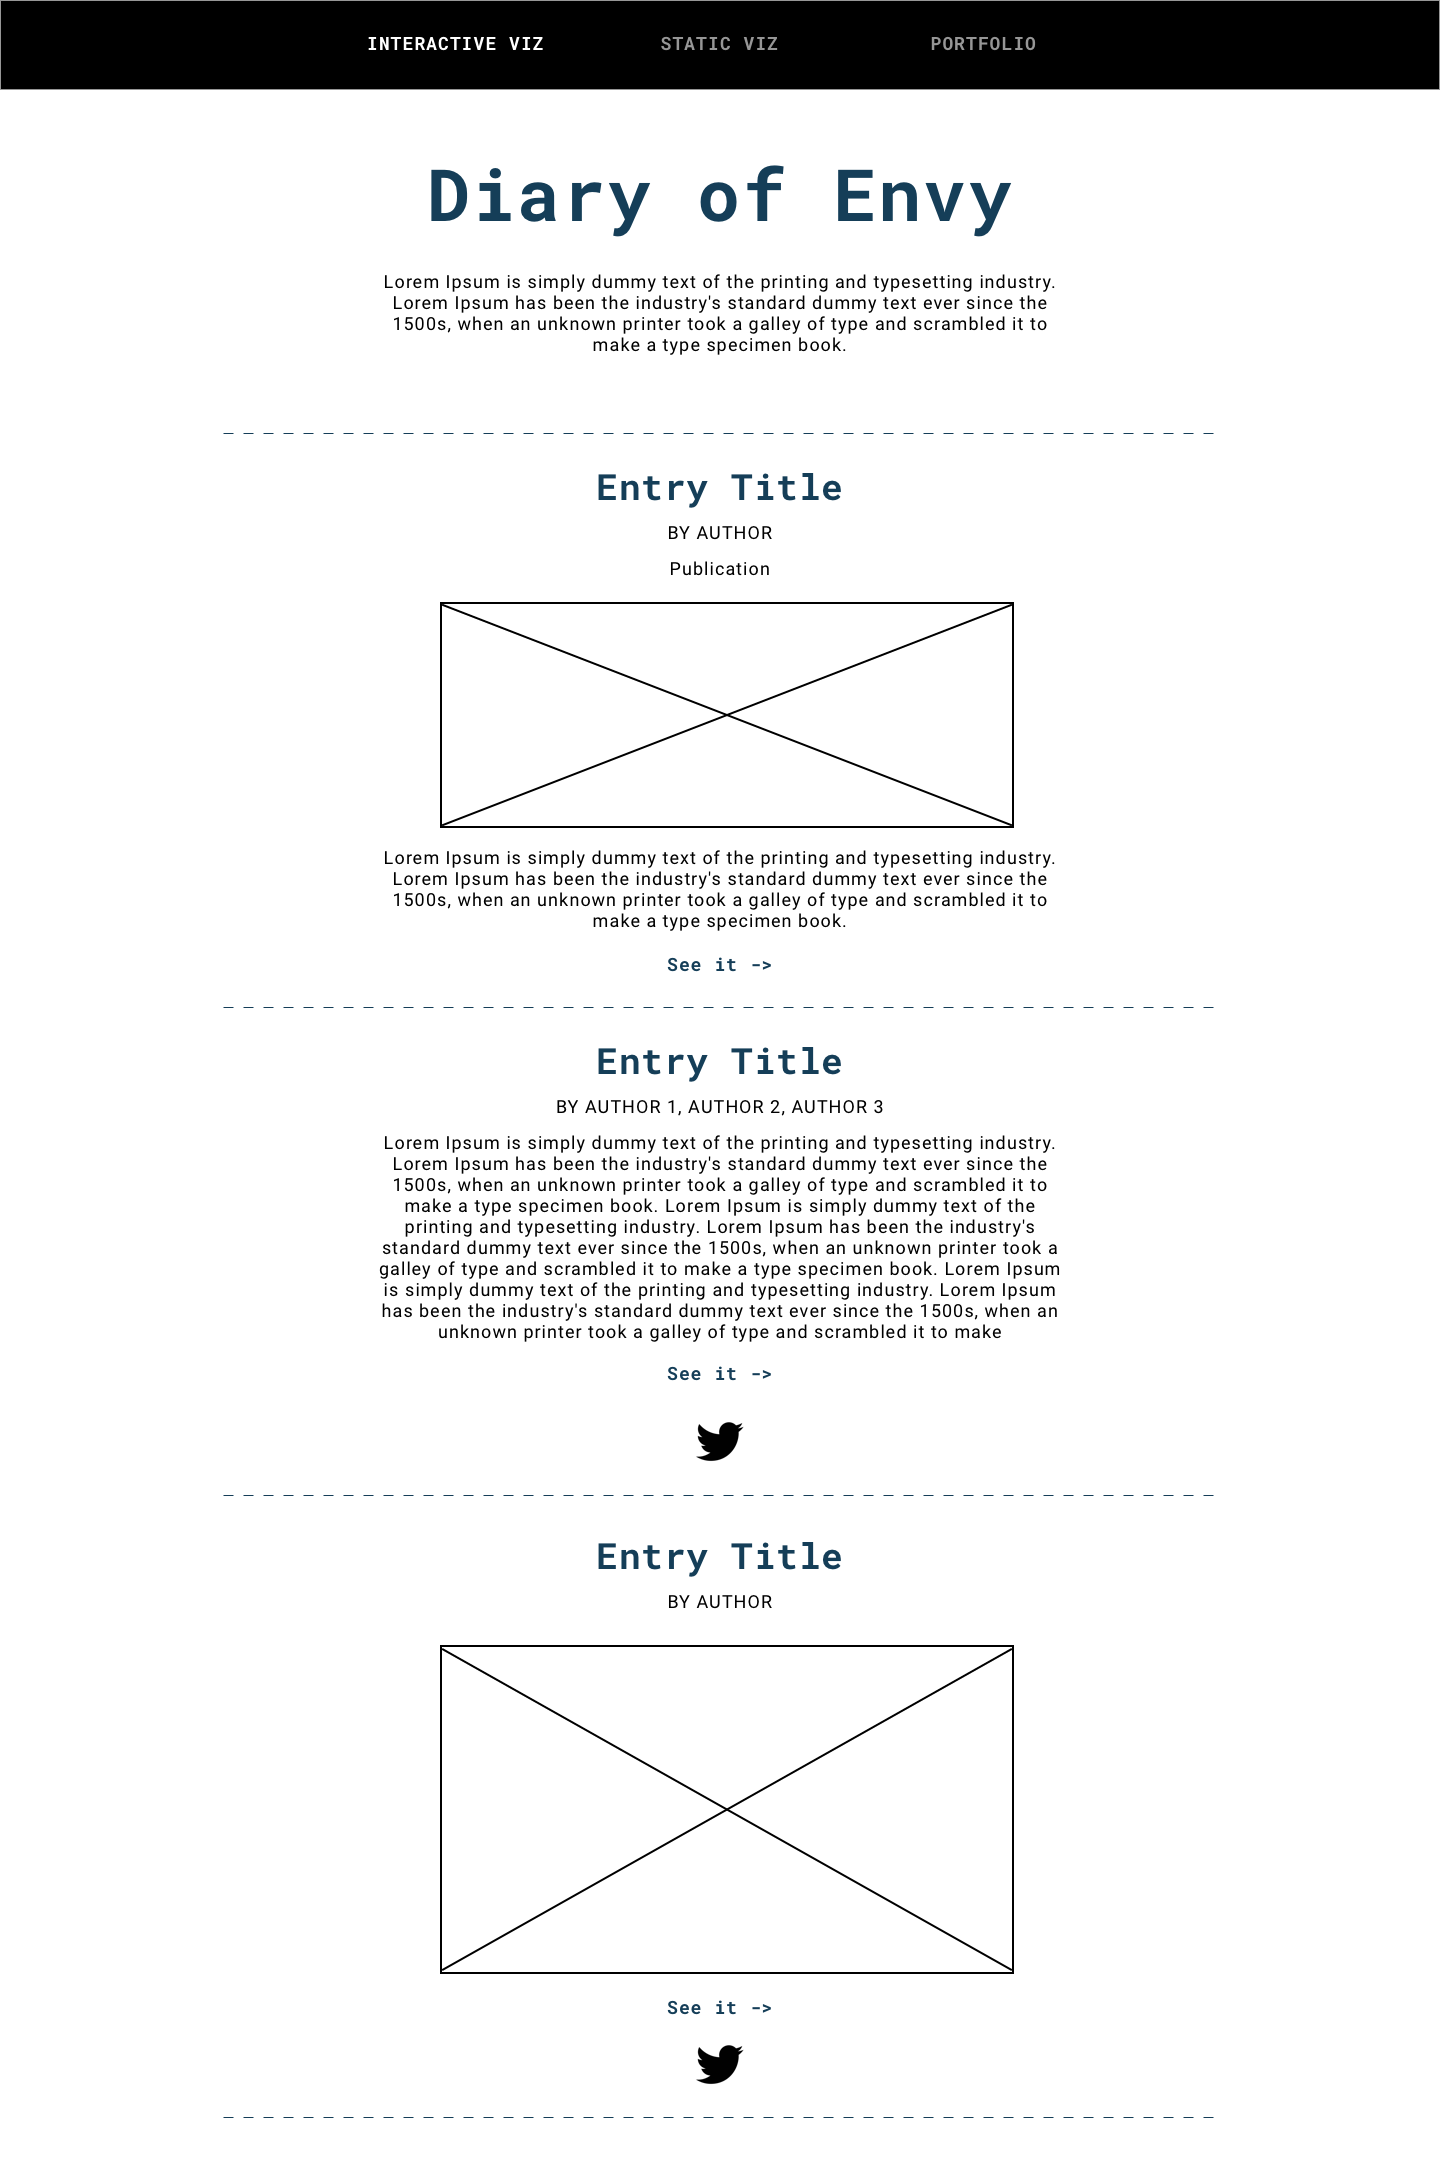 INTERACTIVE VIZ STATIC VIZ PORTFOLIO
Diary of Envy
Lorem Ipsum is simply dummy text of the printing and typesetting industry.
Lorem Ipsum has been the industry's standard dummy text ever since the
1500s, when an unknown printer took a galley of type and scrambled it to
make a type specimen book.
Entry Title
BY AUTHOR
Publication
Lorem Ipsum is simply dummy text of the printing and typesetting industry.
Lorem Ipsum has been the industry's standard dummy text ever since the
1500s, when an unknown printer took a galley of type and scrambled it to
make a type specimen book.
See it ->
Entry Title
BY AUTHOR 1, AUTHOR 2, AUTHOR 3
Lorem Ipsum is simply dummy text of the printing and typesetting industry.
Lorem Ipsum has been the industry's standard dummy text ever since the
1500s, when an unknown printer took a galley of type and scrambled it to
make a type specimen book. Lorem Ipsum is simply dummy text of the
printing and typesetting industry. Lorem Ipsum has been the industry's
standard dummy text ever since the 1500s, when an unknown printer took a
galley of type and scrambled it to make a type specimen book. Lorem Ipsum
is simply dummy text of the printing and typesetting industry. Lorem Ipsum
has been the industry's standard dummy text ever since the 1500s, when an
unknown printer took a galley of type and scrambled it to make
See it ->
Entry Title
BY AUTHOR
See it ->